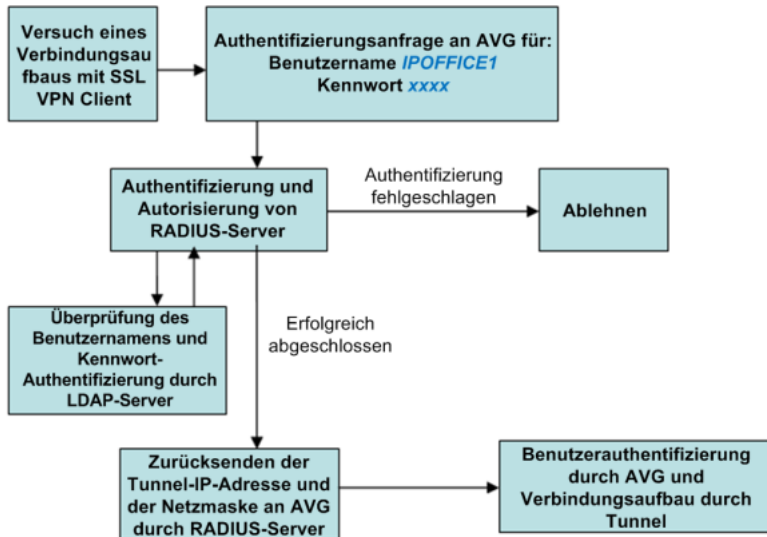 Versuch eines
Verbindungsau
fbaus mit SSL
VPN Client
Authentifizierungsanfrage an AVG für:
Benutzername IPOFFICE1
Kennwort xxxx
Authentifizierung und
Autorisierung von
RADIUS-Server
Authentifizierung
fehlgeschlagen
Ablehnen
Überprüfung des
Benutzernamens und
Kennwort-
Authentifizierung durch
LDAP-Server
Erfolgreich
abgeschlossen
Zurücksenden der
Tunnel-IP-Adresse und
der Netzmaske an AVG
durch RADIUS-Server
Benutzerauthentifizierung
durch AVG und
Verbindungsaufbau durch
Tunnel